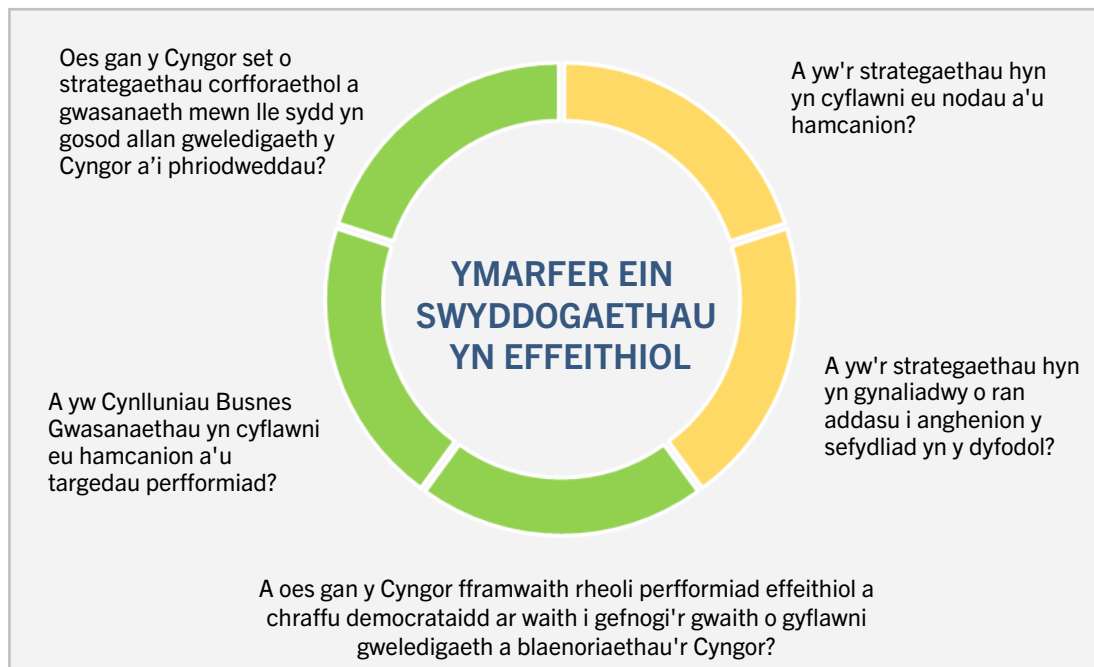 Oes gan y Cyngor set o
strategaethau corfforaethol a
gwasanaeth mewn lle sydd yn
gosod allan gweledigaeth y
Cyngor a’i phriodweddau?
A yw'r strategaethau hyn
yn cyflawni eu nodau a'u
hamcanion?
YMARFER EIN
SWYDDOGAETHAU
YN EFFEITHIOL
A yw'r strategaethau hyn
yn gynaliadwy o ran
addasu i anghenion y
sefydliad yn y dyfodol?
A yw Cynlluniau Busnes
Gwasanaethau yn cyflawni
eu hamcanion a'u
targedau perfformiad?
A oes gan y Cyngor fframwaith rheoli perfformiad effeithiol a
chraffu democrataidd ar waith i gefnogi'r gwaith o gyflawni
gweledigaeth a blaenoriaethau'r Cyngor?